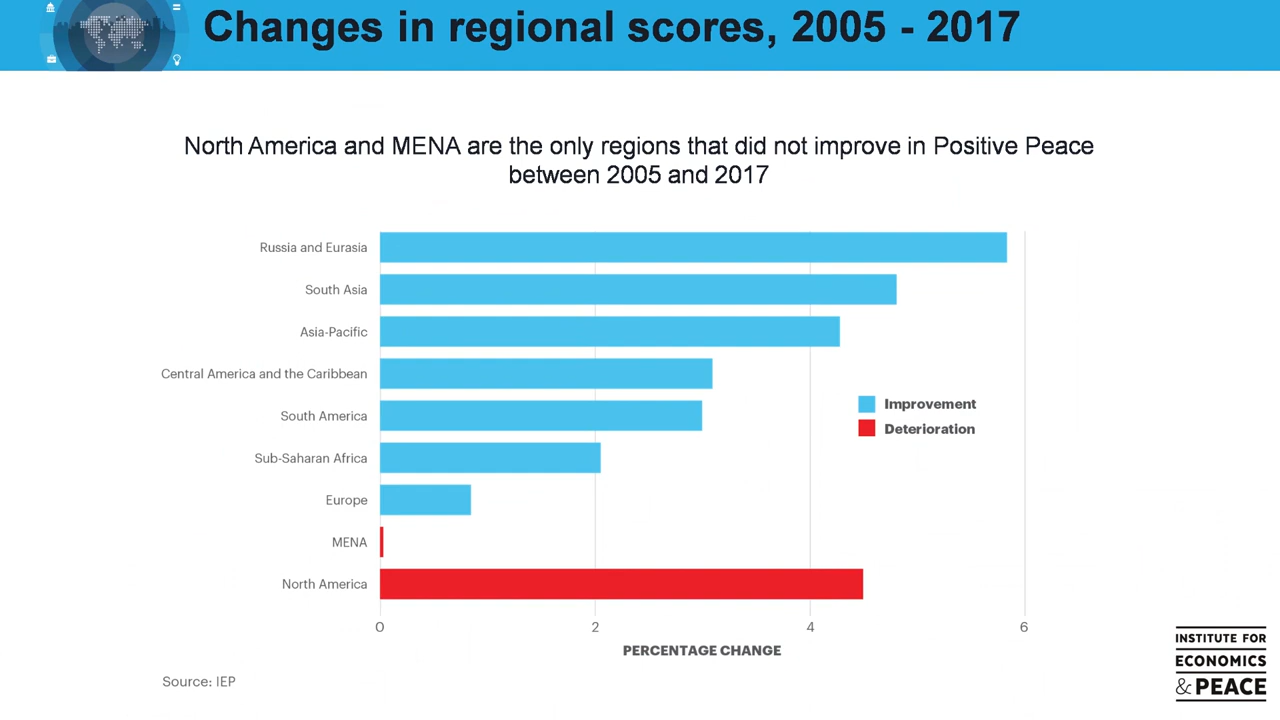 Changes in regional scores, 2005 - 2017
North America and MENA are the only regions that did not improve in Positive Peace
between 2005 and 2017
Russia and Eurasia
South Asia
Asia-Pacific
Central America and the Caribbean
South America
Sub-Saharan Africa
Europe
MENA
North America
Improvement
Deterioration
0 2 4 6
PERCENTAGE CHANGE
Source: IEP
INSTITUTE FOR
ECONOMICS
& PEACE